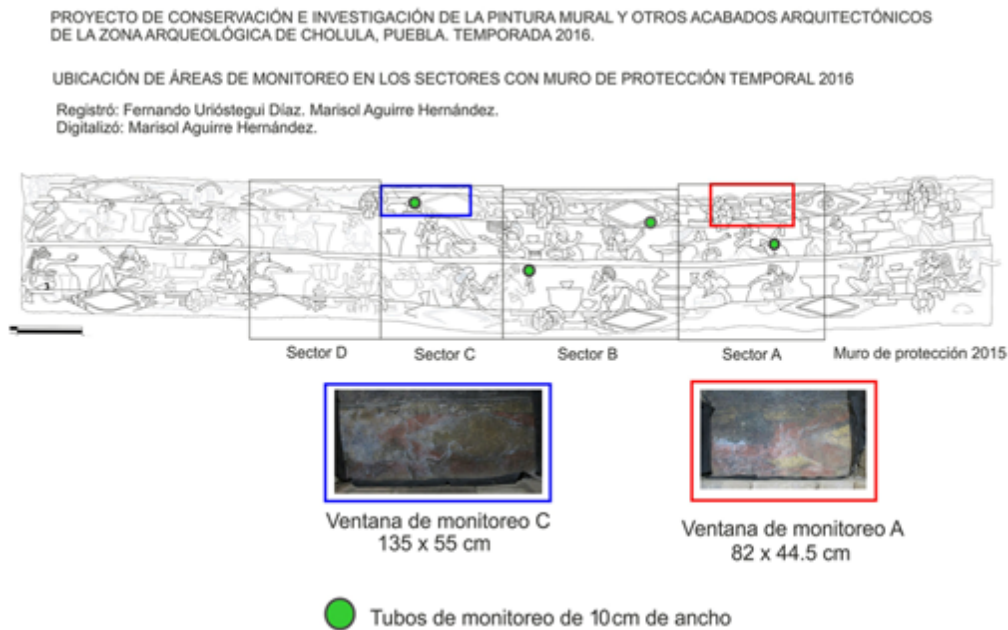 PROYECTO DE CONSERVACIÓN E INVESTIGACIÓN DE LA PINTURA MURAL Y OTROS ACABADOS ARQUITECTÓNICOS
DE LA ZONA ARQUEOLÓGICA DE CHOLULA, PUEBLA. TEMPORADA 2016.
UBICACIÓN DE ÁREAS DE MONITOREO EN LOS SECTORES CON MURO DE PROTECCIÓN TEMPORAL 2016
Registró: Fernando Urióstegui Díaz. Marisol Aguirre Hernández.
Digitalizó: Marisol Aguirre Hernández.
Sector D Sector C Sector B Sector A Muro de protección 2015
Ventana de monitoreo C
135 x 55 cm
Ventana de monitoreo A
82 x 44.5 cm
Tubos de monitoreo de 10cm de ancho